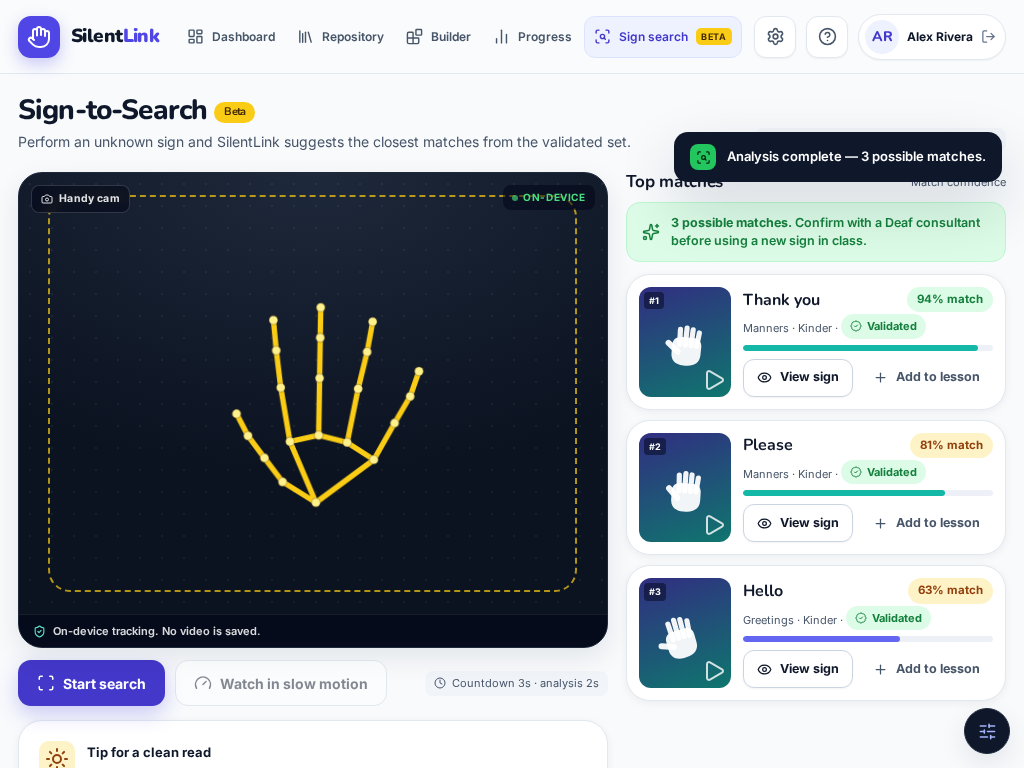 SilentLink
Dashboard
Repository
Builder
Progress
Sign search BETA
AR
Alex Rivera
Sign-to-Search Beta
Perform an unknown sign and SilentLink suggests the closest matches from the validated set.
Analysis complete — 3 possible matches.
Handy cam
ON-DEVICE
On-device tracking. No video is saved.
Start search
Watch in slow motion
Countdown 3s · analysis 2s
Tip for a clean read
Top matches
Match confidence
3 possible matches. Confirm with a Deaf consultant
before using a new sign in class.
#1
Thank you
94% match
Manners · Kinder · Validated
View sign
Add to lesson
#2
Please
81% match
Manners · Kinder · Validated
View sign
Add to lesson
#3
Hello
63% match
Greetings · Kinder · Validated
View sign
Add to lesson